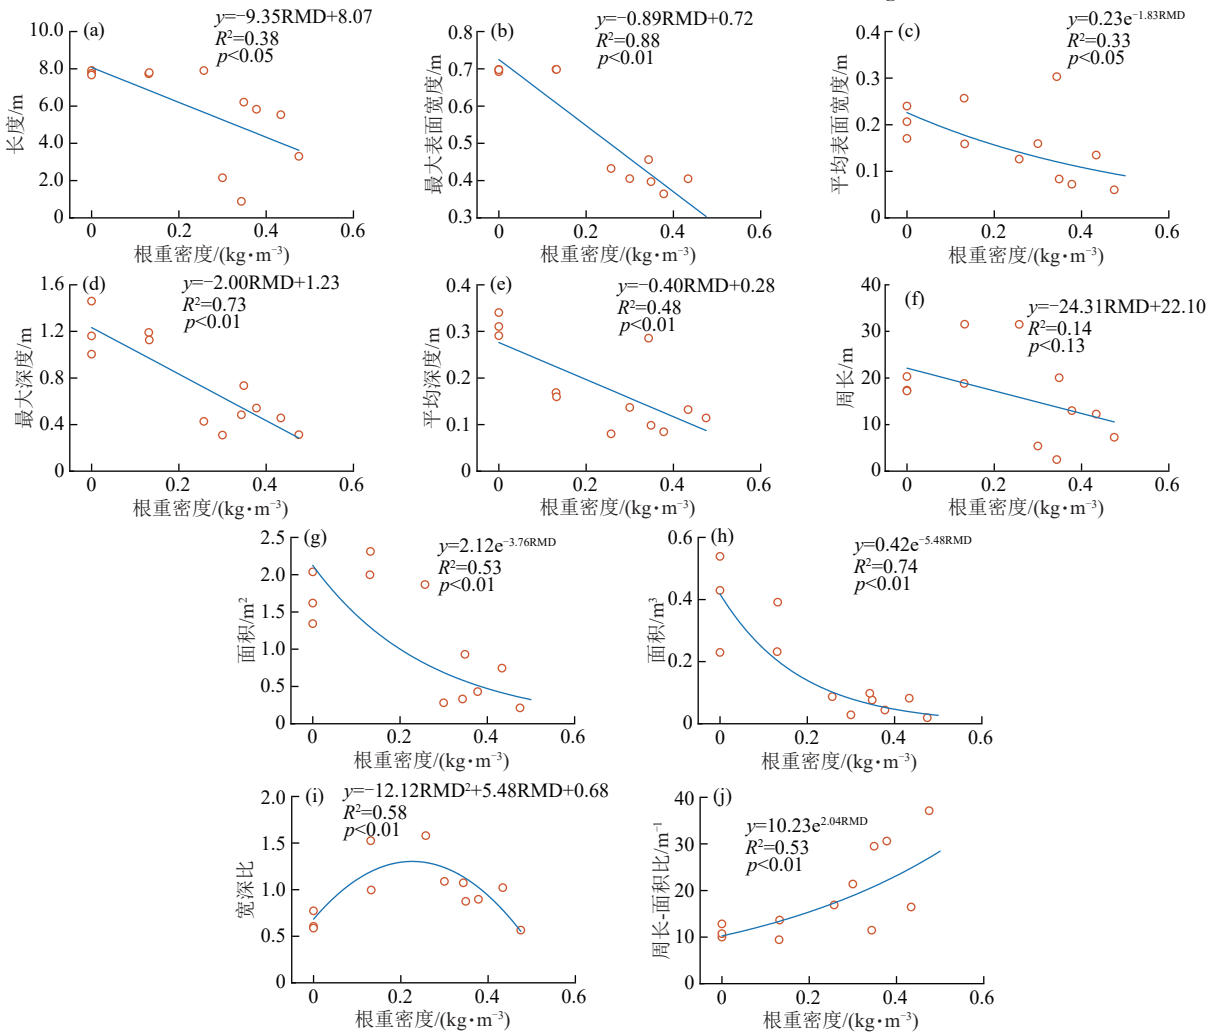 (a)
y=−9.35RMD+8.07
R²=0.38
p<0.05
10.0
8.0
6.0
4.0
2.0
0
长度/m
0 0.2 0.4 0.6
根重密度/(kg·m⁻³)
(b)
y=−0.89RMD+0.72
R²=0.88
p<0.01
0.8
0.7
0.6
0.5
0.4
0.3
最大表面宽度/m
0 0.2 0.4 0.6
根重密度/(kg·m⁻³)
(c)
y=0.23e⁻¹·⁸³ᴿᴹᴰ
R²=0.33
p<0.05
0.4
0.3
0.2
0.1
0
平均表面宽度/m
0 0.2 0.4 0.6
根重密度/(kg·m⁻³)
(d)
y=−2.00RMD+1.23
R²=0.73
p<0.01
1.6
1.2
0.8
0.4
0
最大深度/m
0 0.2 0.4 0.6
根重密度/(kg·m⁻³)
(e)
y=−0.40RMD+0.28
R²=0.48
p<0.01
0.4
0.3
0.2
0.1
0
平均深度/m
0 0.2 0.4 0.6
根重密度/(kg·m⁻³)
(f)
y=−24.31RMD+22.10
R²=0.14
p<0.13
40
30
20
10
0
周长/m
0 0.2 0.4 0.6
根重密度/(kg·m⁻³)
(g)
y=2.12e⁻³·⁷⁶ᴿᴹᴰ
R²=0.53
p<0.01
2.5
2.0
1.5
1.0
0.5
0
面积/m²
0 0.2 0.4 0.6
根重密度/(kg·m⁻³)
(h)
y=0.42e⁻⁵·⁴⁸ᴿᴹᴰ
R²=0.74
p<0.01
0.6
0.4
0.2
0
面积/m³
0 0.2 0.4 0.6
根重密度/(kg·m⁻³)
(i)
y=−12.12RMD²+5.48RMD+0.68
R²=0.58
p<0.01
2.0
1.5
1.0
0.5
0
宽深比
0 0.2 0.4 0.6
根重密度/(kg·m⁻³)
(j)
y=10.23e²·⁰⁴ᴿᴹᴰ
R²=0.53
p<0.01
40
30
20
10
0
周长-面积比/m⁻¹
0 0.2 0.4 0.6
根重密度/(kg·m⁻³)